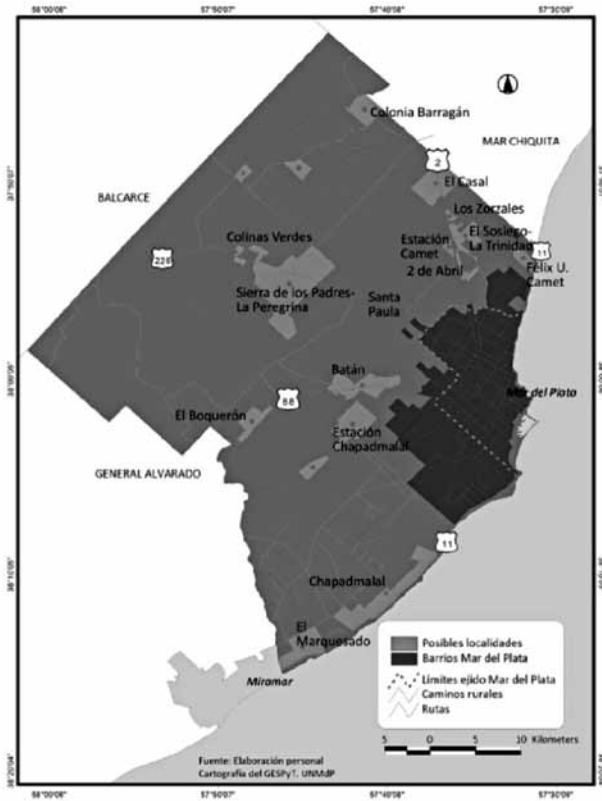 58°00'08"
57°50'07"
57°40'08"
57°30'09"
Colonia Barragán
MAR CHIQUITA
2
El Casal
BALCARCE
Los Zorzales
El Sosiego-
La Trinidad
Colinas Verdes
Estación
Camet
11
226
2 de Abril
Félix U.
Camet
Sierra de los Padres-
La Peregrina
Santa
Paula
Batán
Mar del Plata
88
El Boquerón
Estación
Chapadmalal
GENERAL ALVARADO
11
Chapadmalal
El
Marquesado
Miramar
Posibles localidades
Barrios Mar del Plata
Límites ejido Mar del Plata
Caminos rurales
Rutas
5 0 5 10 Kilometers
Fuente: Elaboración personal
Cartografía del GESPyT. UNMdP
58°00'08"
57°50'07"
57°40'08"
57°30'09"